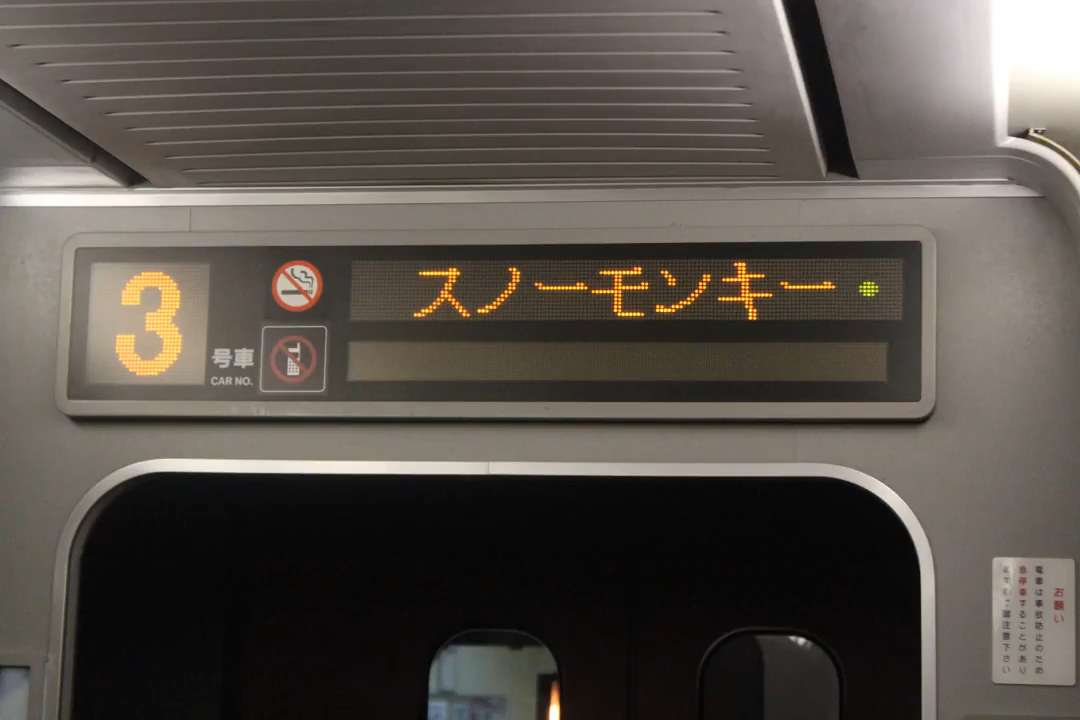 3
号車
CAR NO.
スノーモンキー
お願い
電車は事故防止のため
急停車することがあり
ますので御注意下さい